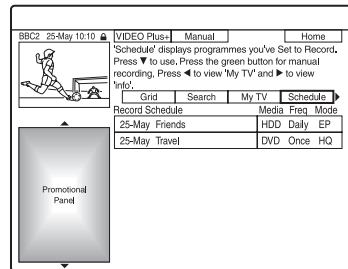 BBC2 25-May 10:10
VIDEO Plus+ Manual Home
'Schedule' displays programmes you've Set to Record.
Press ▼ to use. Press the green button for manual
recording, Press ◄ to view 'My TV' and ► to view
'info'.
Grid Search My TV Schedule
Record Schedule Media Freq Mode
25-May Friends HDD Daily EP
25-May Travel DVD Once HQ
Promotional
Panel